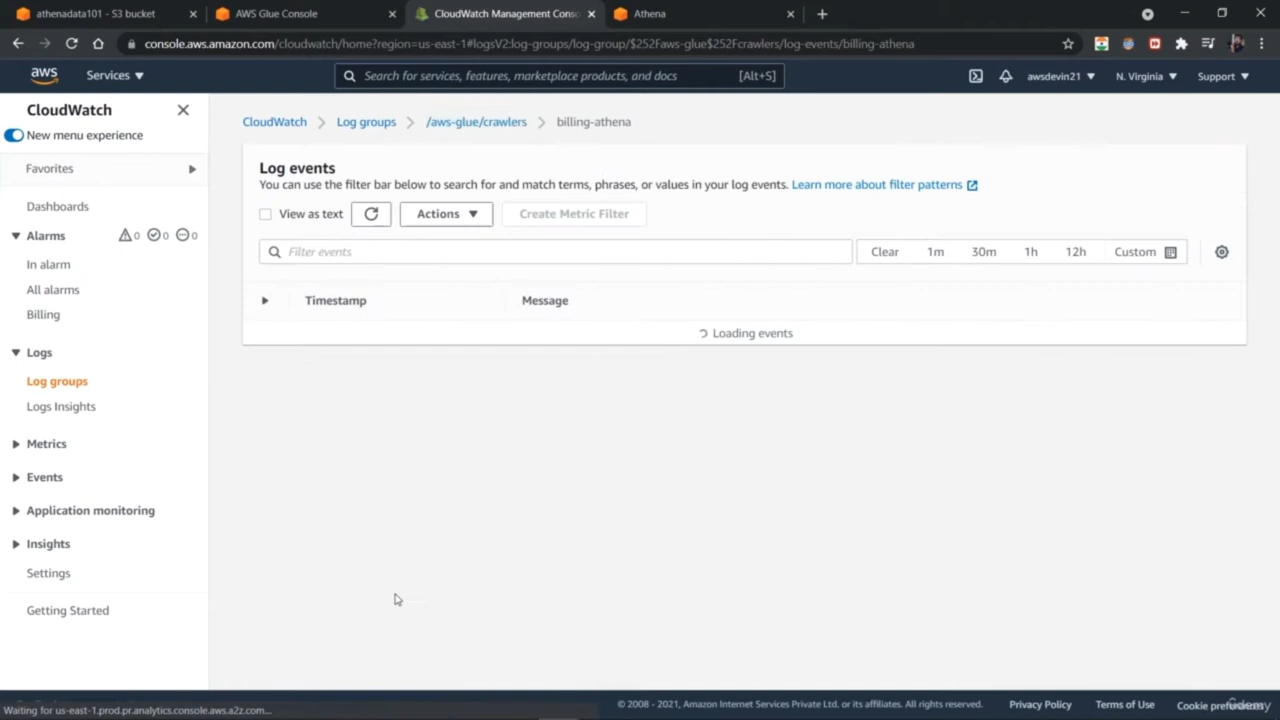 athenadata101 - S3 bucket
AWS Glue Console
CloudWatch Management Conso
Athena
console.aws.amazon.com/cloudwatch/home?region=us-east-1#logsV2:log-groups/log-group/$252Faws-glue$252Fcrawlers/log-events/billing-athena
aws
Services
Search for services, features, marketplace products, and docs
[Alt+S]
awsdevin21
N. Virginia
Support
CloudWatch
New menu experience
Favorites
Dashboards
Alarms
0
0
0
In alarm
All alarms
Billing
Logs
Log groups
Logs Insights
Metrics
Events
Application monitoring
Insights
Settings
Getting Started
CloudWatch
Log groups
/aws-glue/crawlers
billing-athena
Log events
You can use the filter bar below to search for and match terms, phrases, or values in your log events. Learn more about filter patterns
View as text
Actions
Create Metric Filter
Filter events
Clear
1m
30m
1h
12h
Custom
Timestamp
Message
Loading events
Waiting for us-east-1.prod.pr.analytics.console.aws.a2z.com...
© 2008 - 2021, Amazon Internet Services Private Ltd. or its affiliates. All rights reserved.
Privacy Policy
Terms of Use
Cookie preferences
udemy